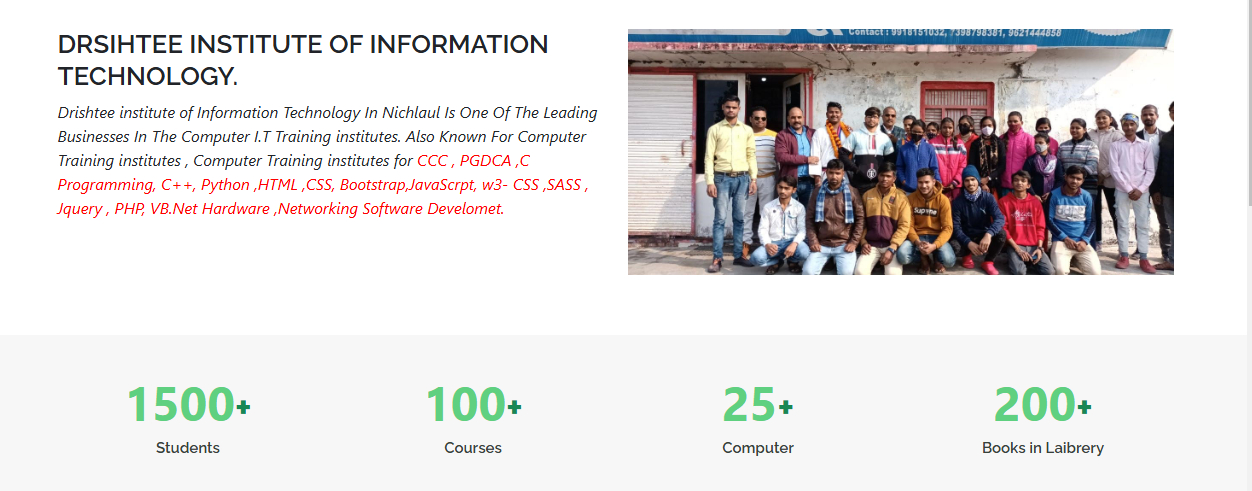 DRSIHTEE INSTITUTE OF INFORMATION
TECHNOLOGY.
Drishtee institute of Information Technology In Nichlaul Is One Of The Leading
Businesses In The Computer I.T Training institutes. Also Known For Computer
Training institutes , Computer Training institutes for CCC , PGDCA ,C
Programming, C++, Python ,HTML ,CSS, Bootstrap,JavaScrpt, w3- CSS ,SASS ,
Jquery , PHP, VB.Net Hardware ,Networking Software Develomet.
Contact : 9918151032, 7398798381, 9621444858
Supreme
1500+
Students
100+
Courses
25+
Computer
200+
Books in Laibrery